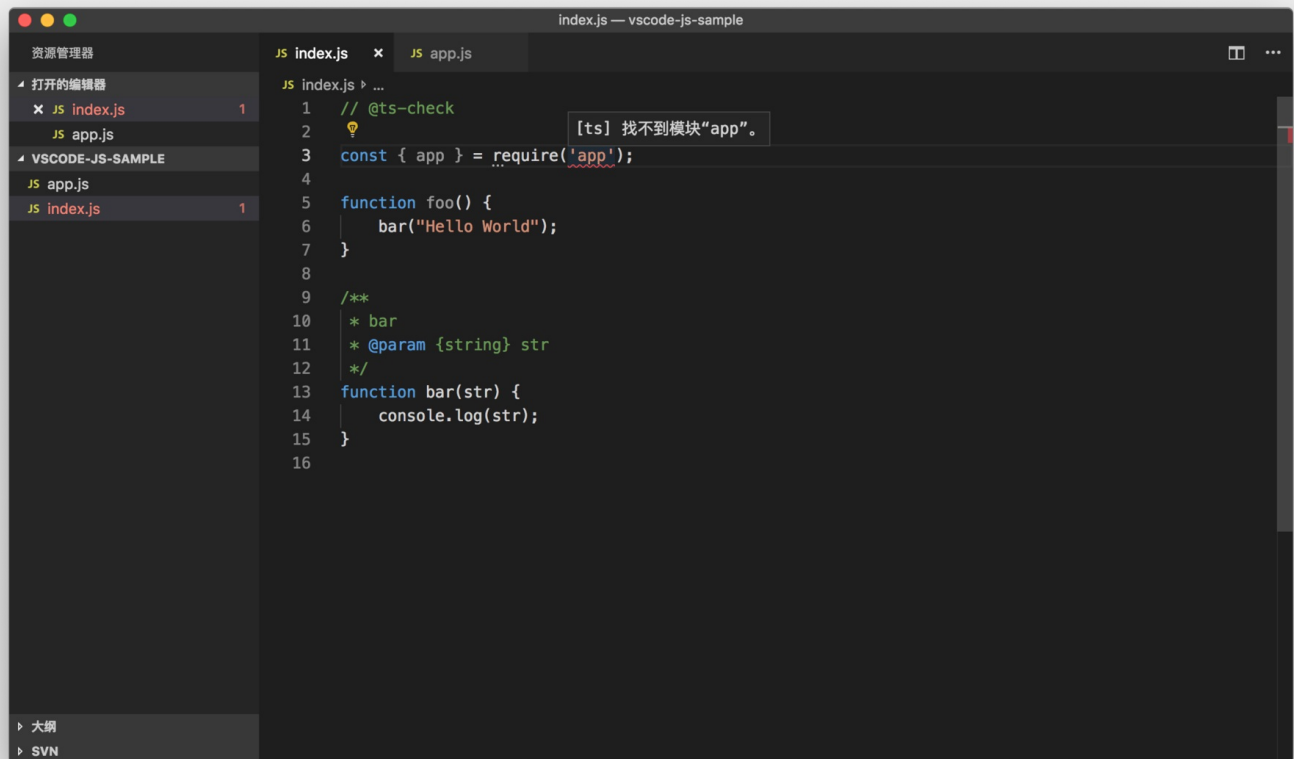 index.js — vscode-js-sample
资源管理器
打开的编辑器
JS index.js 1
JS app.js
VSCODE-JS-SAMPLE
JS app.js
JS index.js 1
大纲
SVN
JS index.js × JS app.js
JS index.js ▹ ...
1 // @ts-check
2
[ts] 找不到模块“app”。
3 const { app } = require('app');
4
5 function foo() {
6     bar("Hello World");
7 }
8
9 /**
10  * bar
11  * @param {string} str
12  */
13 function bar(str) {
14     console.log(str);
15 }
16